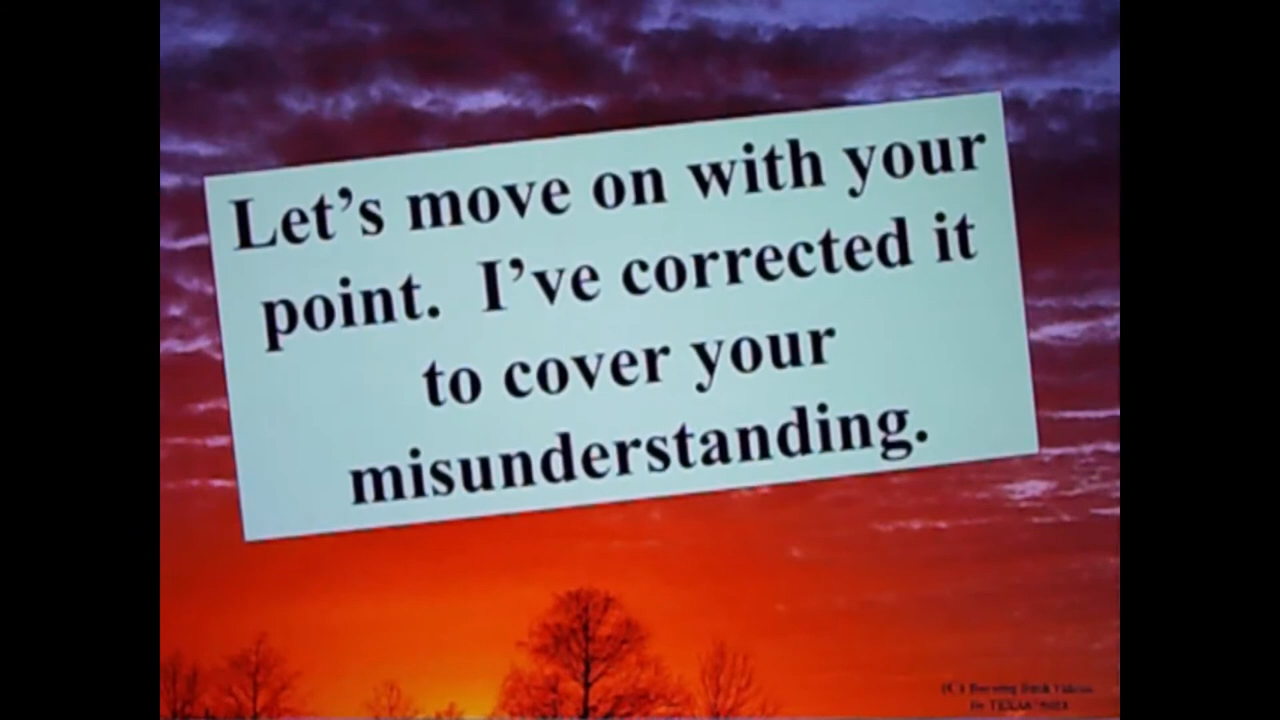 Let’s move on with your
point.  I’ve corrected it
to cover your
misunderstanding.